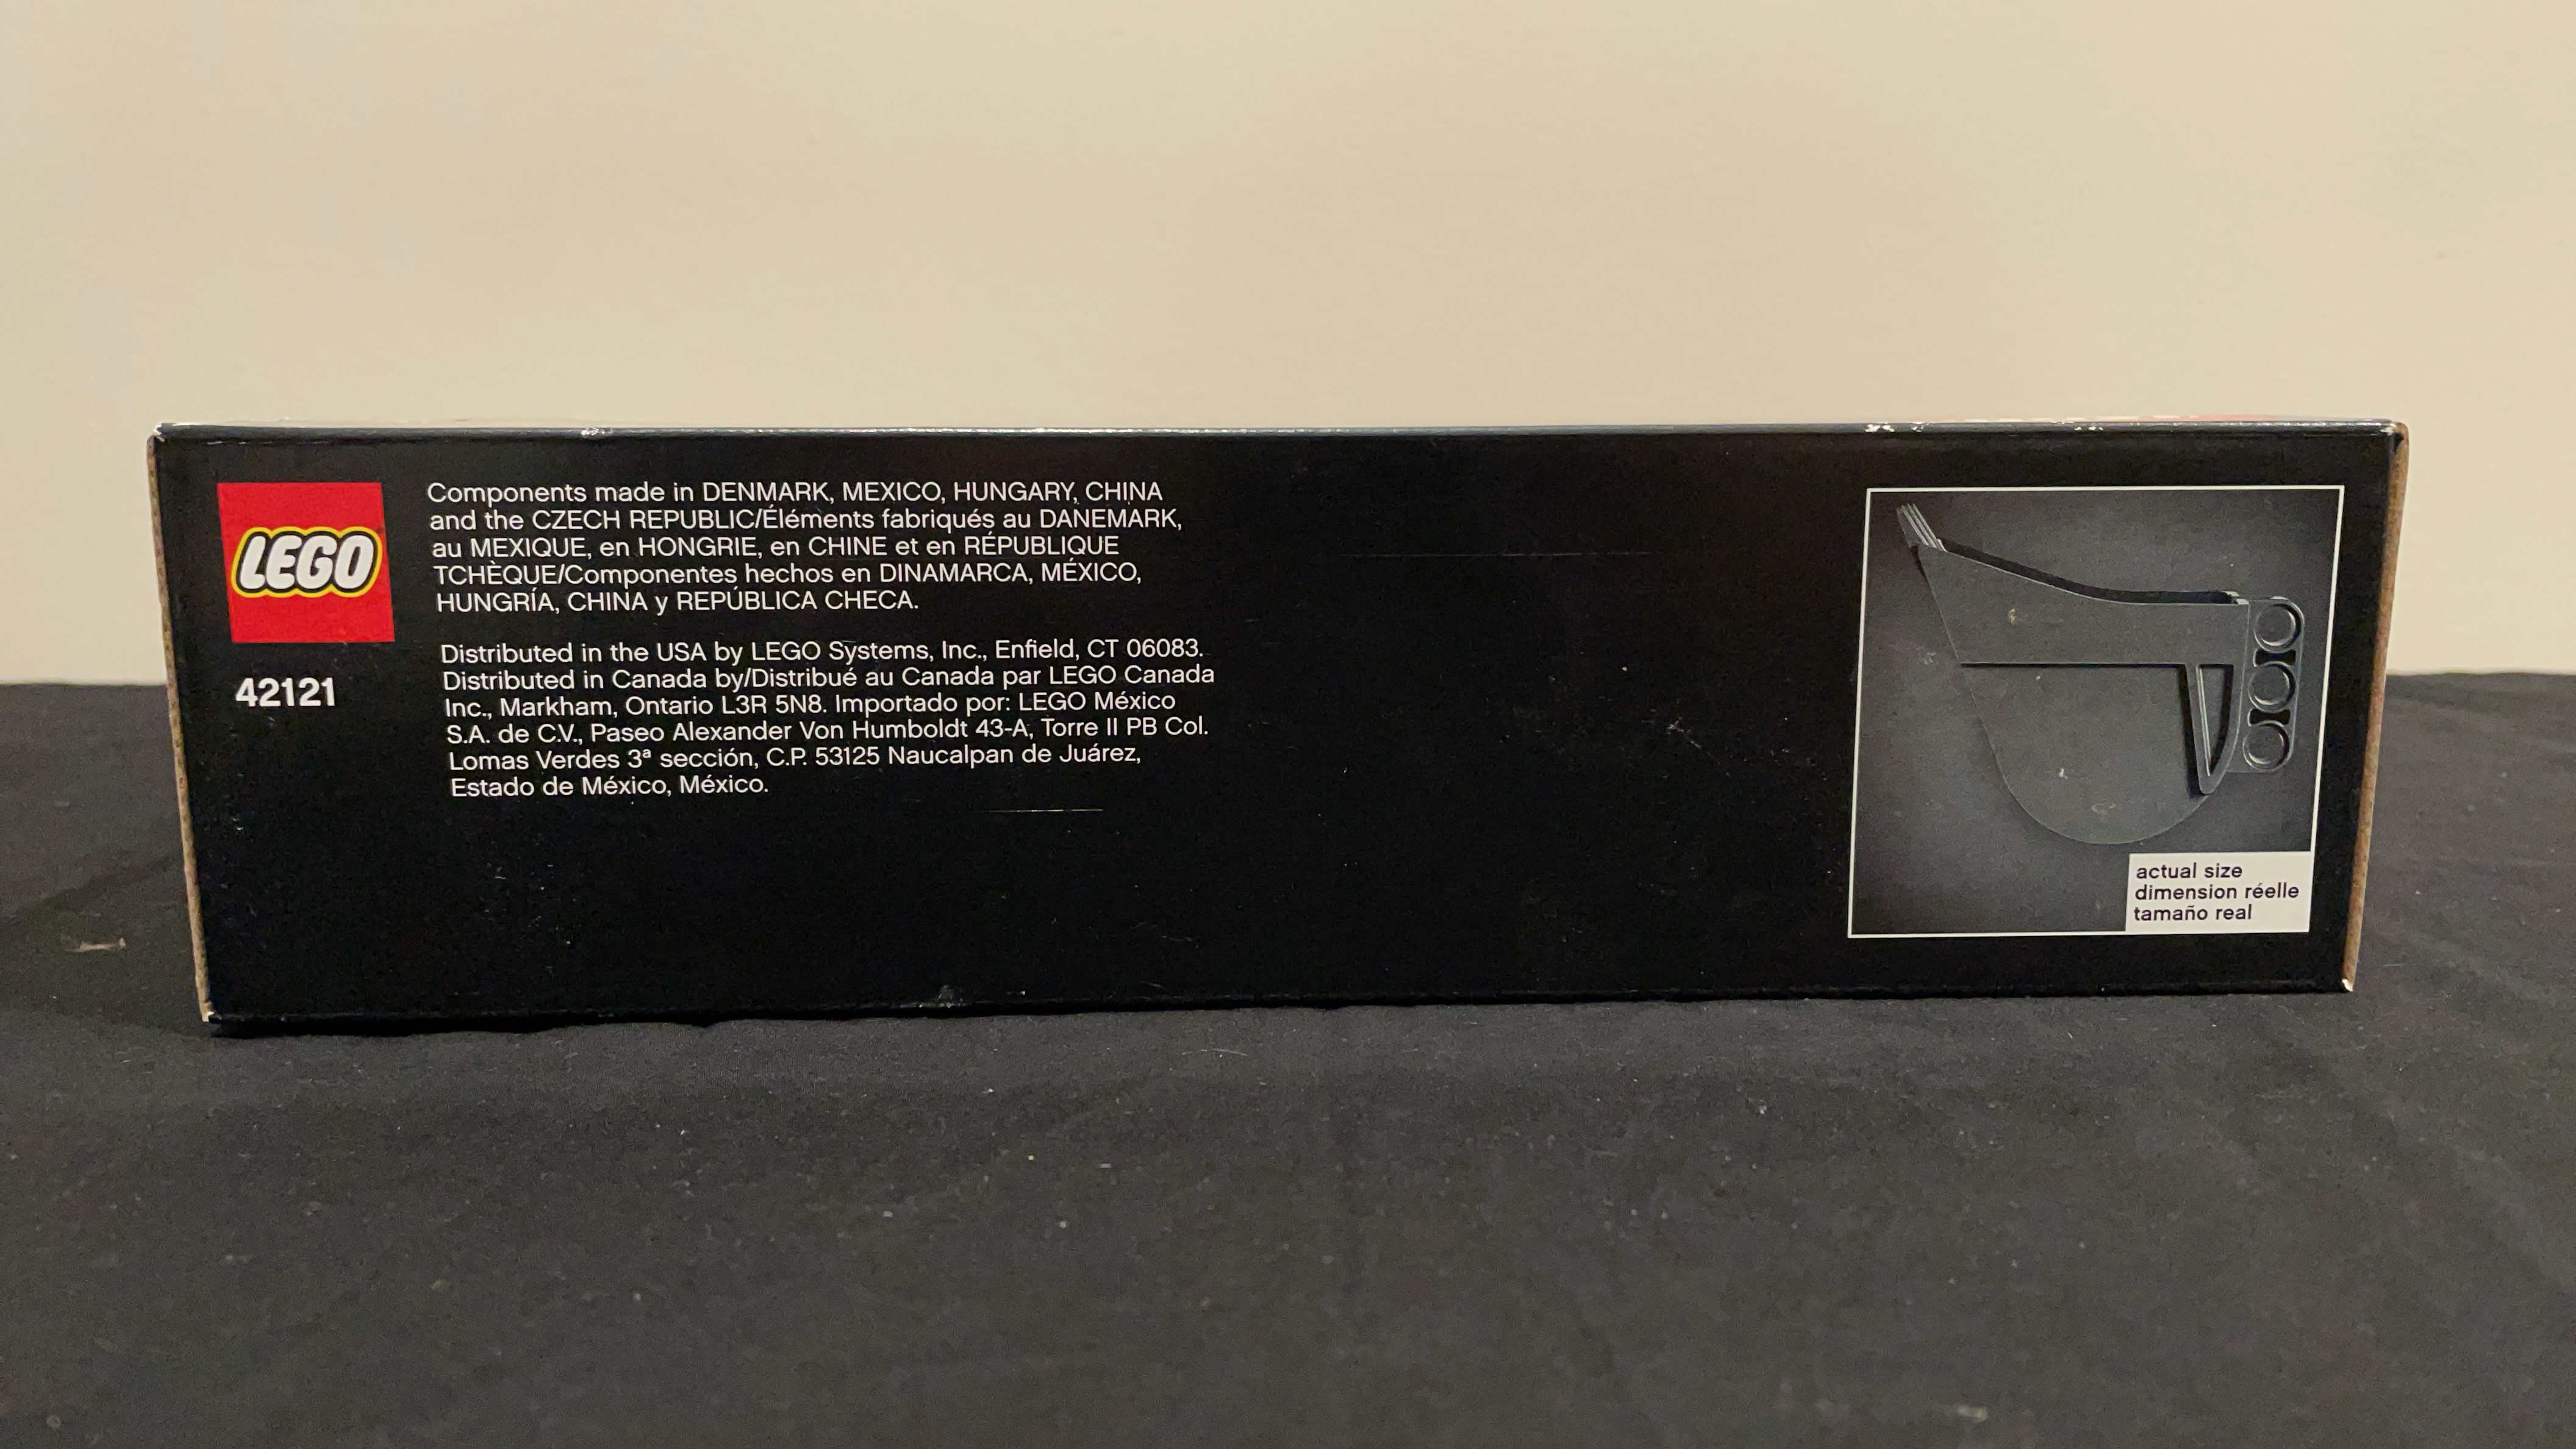 LEGO
42121
Components made in DENMARK, MEXICO, HUNGARY, CHINA
and the CZECH REPUBLIC/Éléments fabriqués au DANEMARK,
au MEXIQUE, en HONGRIE, en CHINE et en RÉPUBLIQUE
TCHÈQUE/Componentes hechos en DINAMARCA, MÉXICO,
HUNGRÍA, CHINA y REPÚBLICA CHECA.
Distributed in the USA by LEGO Systems, Inc., Enfield, CT 06083.
Distributed in Canada by/Distribué au Canada par LEGO Canada
Inc., Markham, Ontario L3R 5N8. Importado por: LEGO México
S.A. de C.V., Paseo Alexander Von Humboldt 43-A, Torre II PB Col.
Lomas Verdes 3ª sección, C.P. 53125 Naucalpan de Juárez,
Estado de México, México.
actual size
dimension réelle
tamaño real